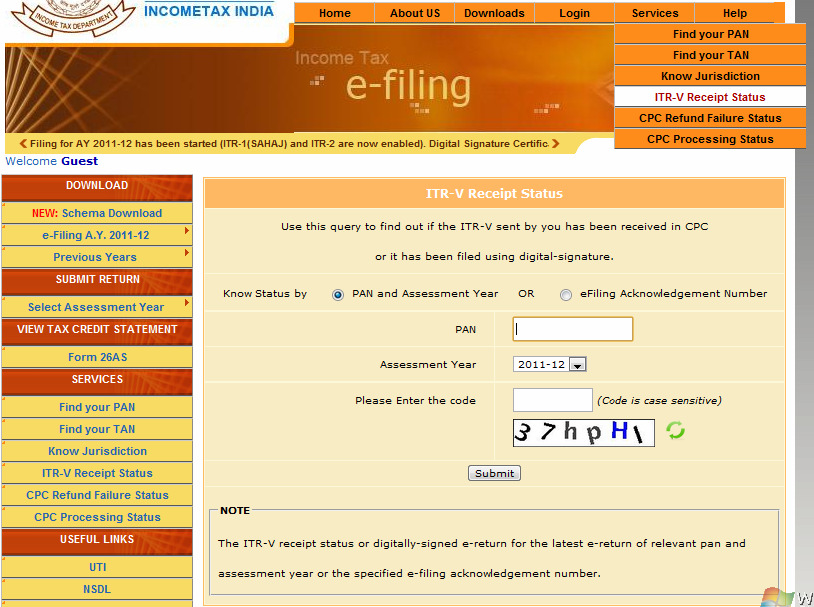 INCOME TAX DEPARTMENT
INCOMETAX INDIA
Home About US Downloads Login Services Help
Find your PAN
Find your TAN
Know Jurisdiction
ITR-V Receipt Status
CPC Refund Failure Status
CPC Processing Status
Income Tax
e-filing
Filing for AY 2011-12 has been started (ITR-1(SAHAJ) and ITR-2 are now enabled). Digital Signature Certific
Welcome Guest
DOWNLOAD
NEW: Schema Download
e-Filing A.Y. 2011-12
Previous Years
SUBMIT RETURN
Select Assessment Year
VIEW TAX CREDIT STATEMENT
Form 26AS
SERVICES
Find your PAN
Find your TAN
Know Jurisdiction
ITR-V Receipt Status
CPC Refund Failure Status
CPC Processing Status
USEFUL LINKS
UTI
NSDL
ITR-V Receipt Status
Use this query to find out if the ITR-V sent by you has been received in CPC
or it has been filed using digital-signature.
Know Status by PAN and Assessment Year OR eFiling Acknowledgement Number
PAN
Assessment Year 2011-12
Please Enter the code (Code is case sensitive)
37hpHl
Submit
NOTE
The ITR-V receipt status or digitally-signed e-return for the latest e-return of relevant pan and
assessment year or the specified e-filing acknowledgement number.
W